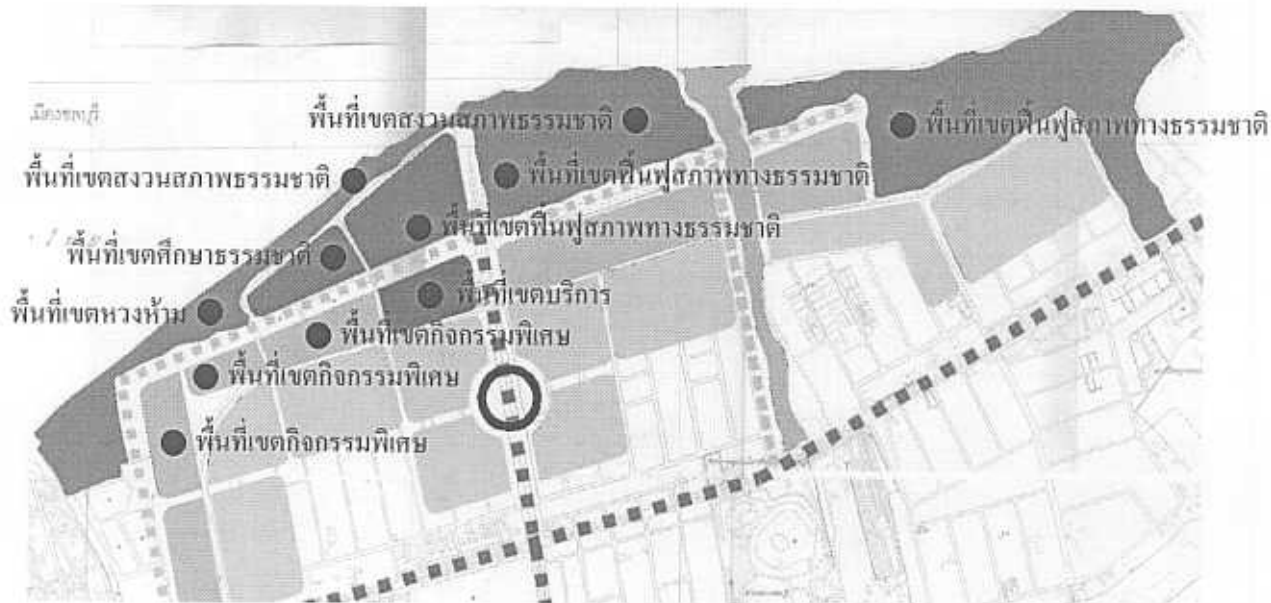 เมืองชลบุรี
พื้นที่เขตสงวนสภาพธรรมชาติ
พื้นที่เขตฟื้นฟูสภาพทางธรรมชาติ
พื้นที่เขตสงวนสภาพธรรมชาติ
พื้นที่เขตฟื้นฟูสภาพทางธรรมชาติ
พื้นที่เขตฟื้นฟูสภาพทางธรรมชาติ
พื้นที่เขตศึกษาธรรมชาติ
พื้นที่เขตบริการ
พื้นที่เขตหวงห้าม
พื้นที่เขตกิจกรรมพิเศษ
พื้นที่เขตกิจกรรมพิเศษ
พื้นที่เขตกิจกรรมพิเศษ